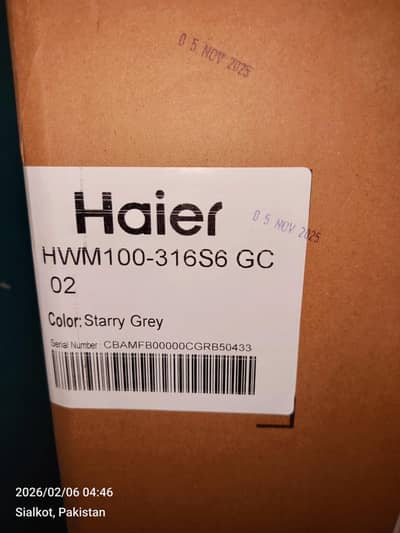 05 NOV 2025
Haier
05 NOV 2025
HWM100-316S6 GC
02
Color: Starry Grey
Serial Number: CBAMFB00000CGRB50433
2026/02/06 04:46
Sialkot, Pakistan